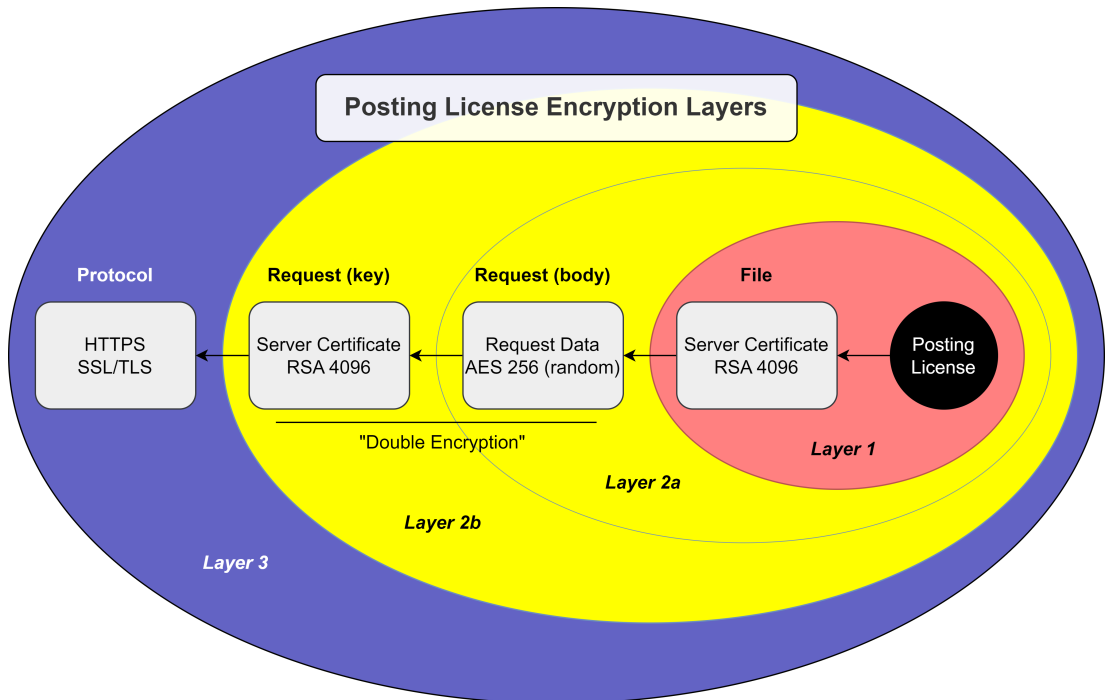 Posting License Encryption Layers
Protocol
Request (key)
Request (body)
File
HTTPS
SSL/TLS
Server Certificate
RSA 4096
Request Data
AES 256 (random)
Server Certificate
RSA 4096
Posting
License
"Double Encryption"
Layer 1
Layer 2a
Layer 2b
Layer 3